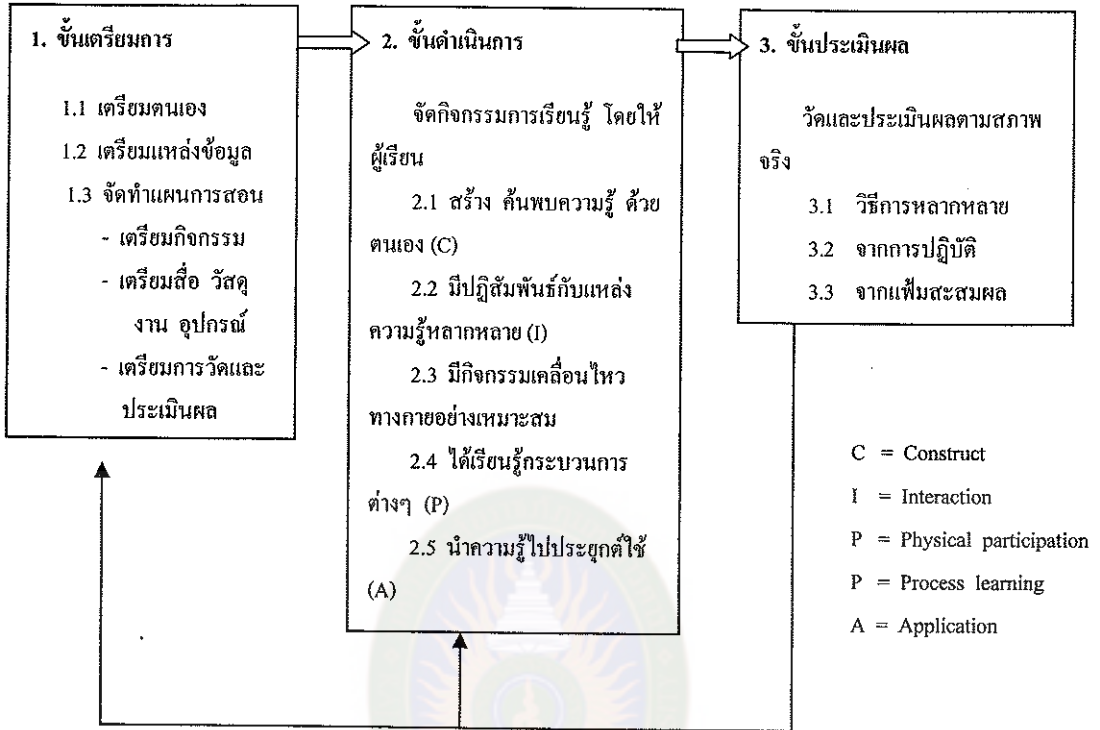 1. ขั้นเตรียมการ
1.1 เตรียมตนเอง
1.2 เตรียมแหล่งข้อมูล
1.3 จัดทำแผนการสอน
- เตรียมกิจกรรม
- เตรียมสื่อ วัสดุ
งาน อุปกรณ์
- เตรียมการวัดและ
ประเมินผล
2. ขั้นดำเนินการ
จัดกิจกรรมการเรียนรู้ โดยให้
ผู้เรียน
2.1 สร้าง ค้นพบความรู้ ด้วย
ตนเอง (C)
2.2 มีปฏิสัมพันธ์กับแหล่ง
ความรู้หลากหลาย (I)
2.3 มีกิจกรรมเคลื่อนไหว
ทางกายอย่างเหมาะสม
2.4 ได้เรียนรู้กระบวนการ
ต่างๆ (P)
2.5 นำความรู้ไปประยุกต์ใช้
(A)
3. ขั้นประเมินผล
วัดและประเมินผลตามสภาพ
จริง
3.1 วิธีการหลากหลาย
3.2 จากการปฏิบัติ
3.3 จากแฟ้มสะสมผล
C = Construct
I = Interaction
P = Physical participation
P = Process learning
A = Application